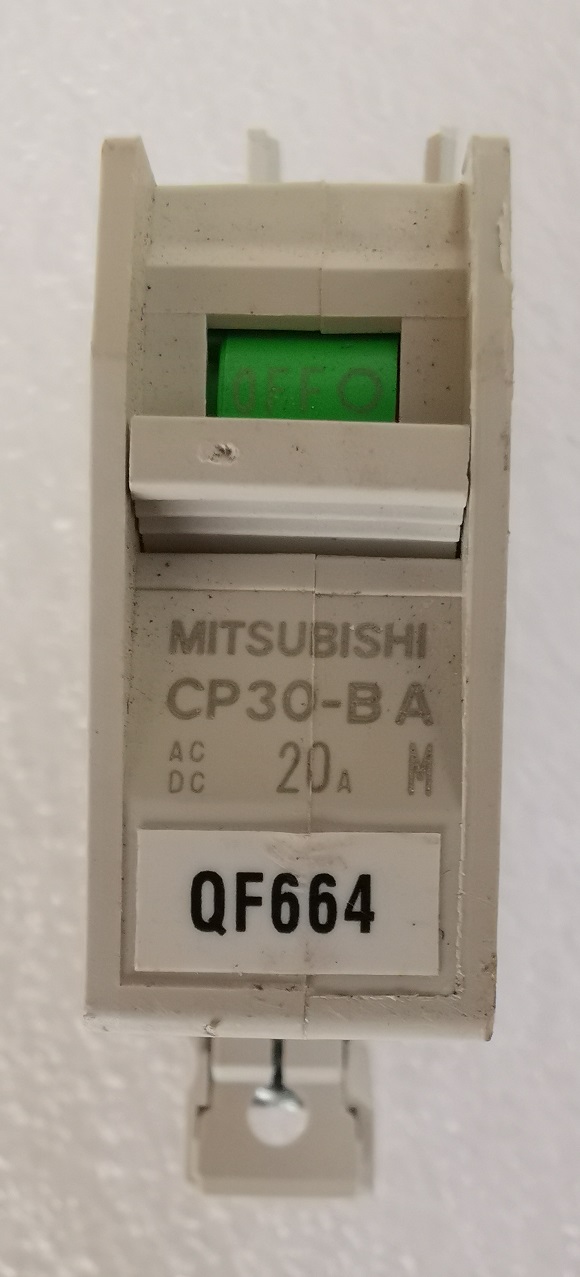 OFF O
MITSUBISHI
CP30-BA
AC
DC 20A M
QF664